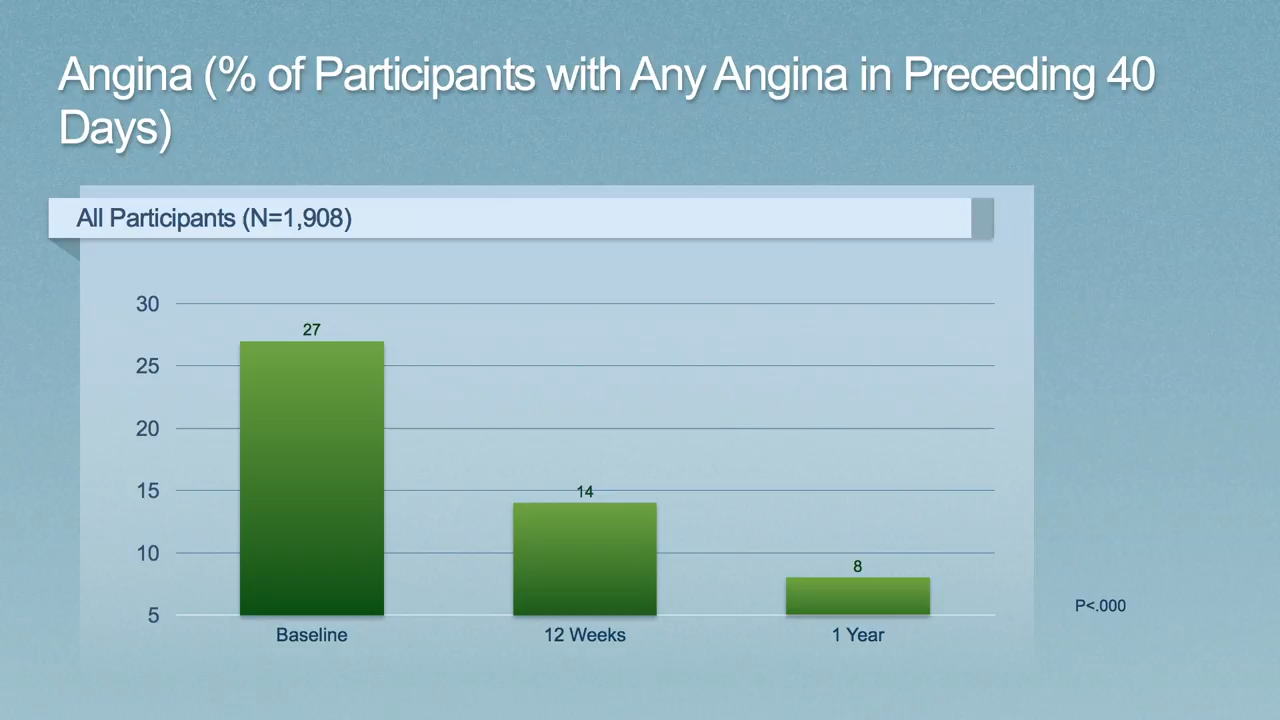 Angina (% of Participants with Any Angina in Preceding 40
Days)
All Participants (N=1,908)
30
25
20
15
10
5
27
14
8
Baseline
12 Weeks
1 Year
P<.000